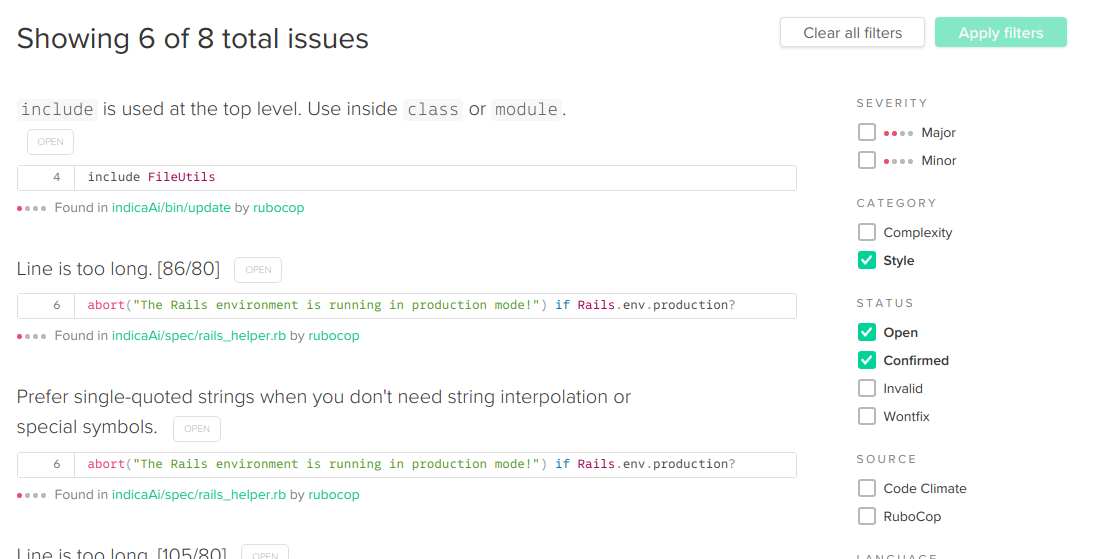 Showing 6 of 8 total issues
Clear all filters
Apply filters
include is used at the top level. Use inside class or module.
OPEN
4 include FileUtils
Found in indicaAi/bin/update by rubocop
Line is too long. [86/80] OPEN
6 abort("The Rails environment is running in production mode!") if Rails.env.production?
Found in indicaAi/spec/rails_helper.rb by rubocop
Prefer single-quoted strings when you don't need string interpolation or
special symbols. OPEN
6 abort("The Rails environment is running in production mode!") if Rails.env.production?
Found in indicaAi/spec/rails_helper.rb by rubocop
Line is too long. [105/80] OPEN
SEVERITY
Major
Minor
CATEGORY
Complexity
Style
STATUS
Open
Confirmed
Invalid
Wontfix
SOURCE
Code Climate
RuboCop
LANGUAGE